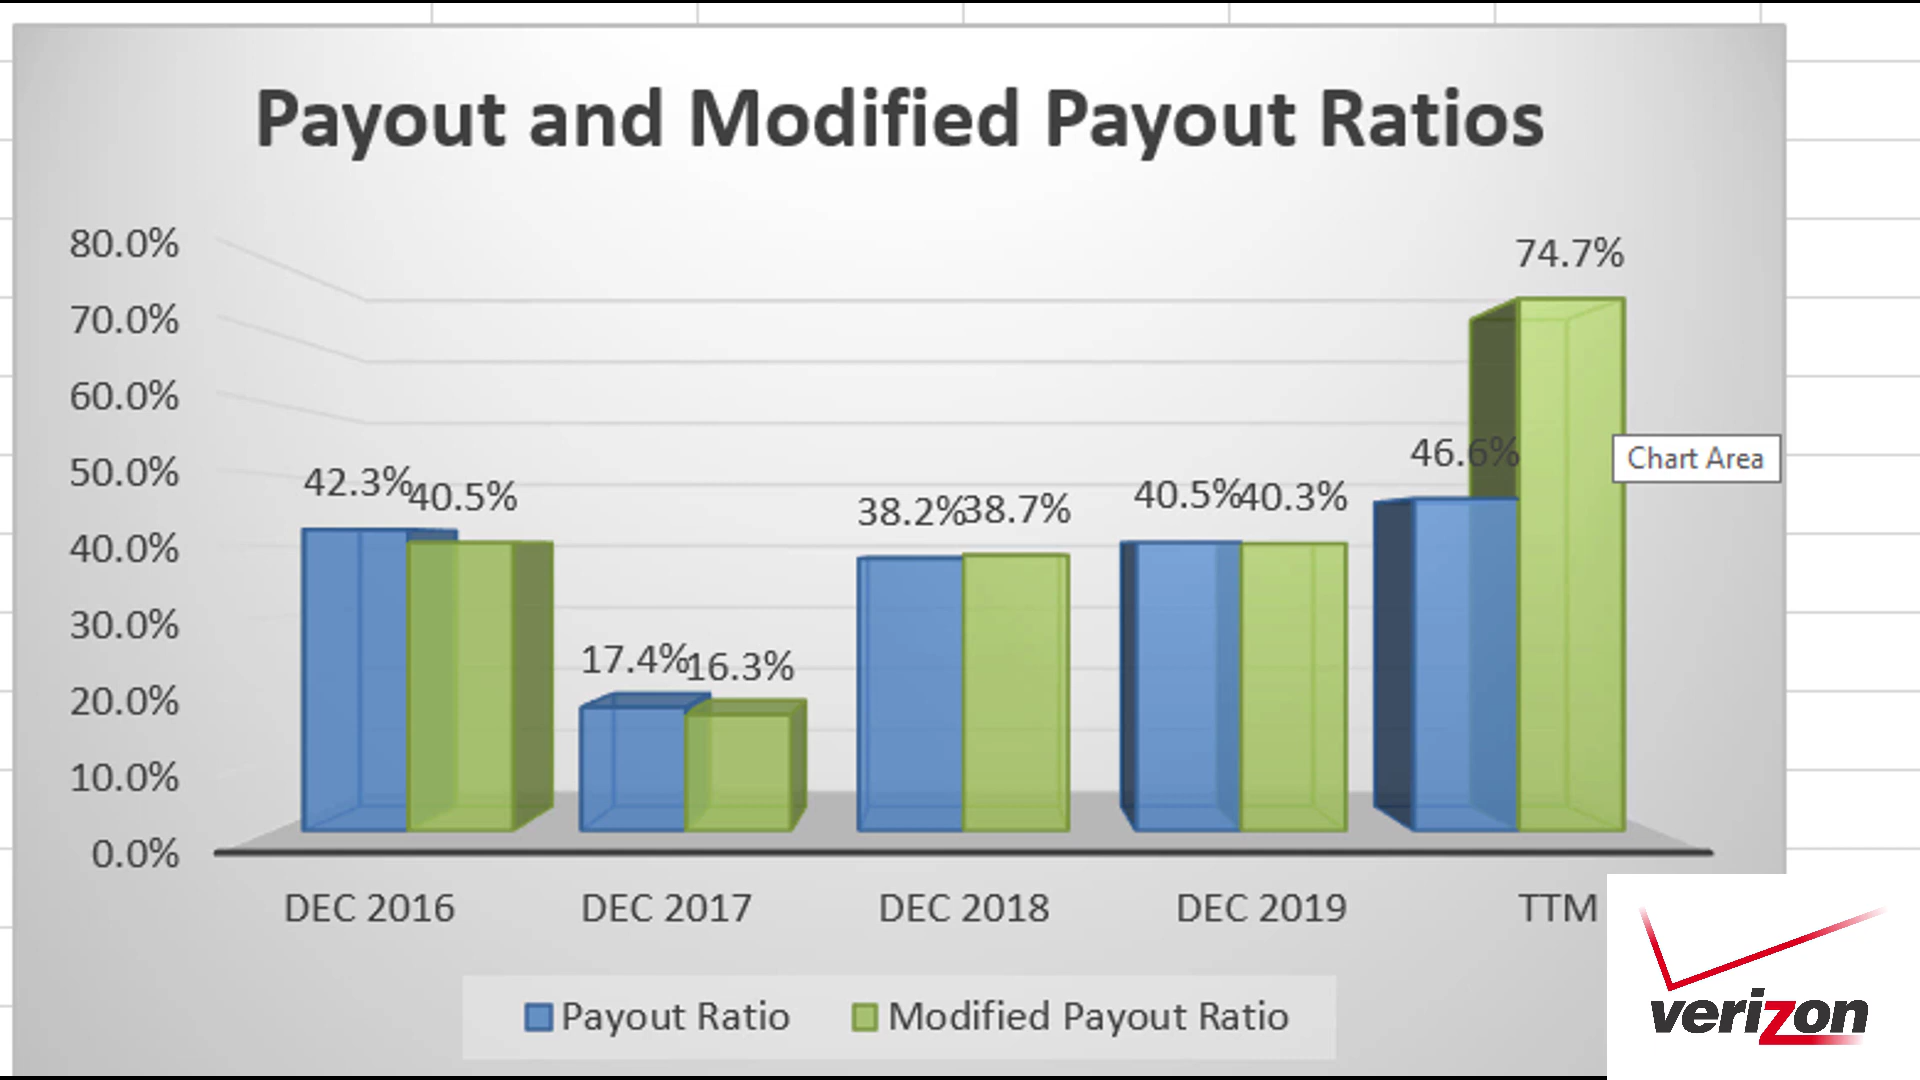 Payout and Modified Payout Ratios
80.0%
70.0%
60.0%
50.0%
40.0%
30.0%
20.0%
10.0%
0.0%
42.3%
40.5%
17.4%
16.3%
38.2%
38.7%
40.5%
40.3%
46.6%
74.7%
Chart Area
DEC 2016
DEC 2017
DEC 2018
DEC 2019
TTM
Payout Ratio
Modified Payout Ratio
verizon